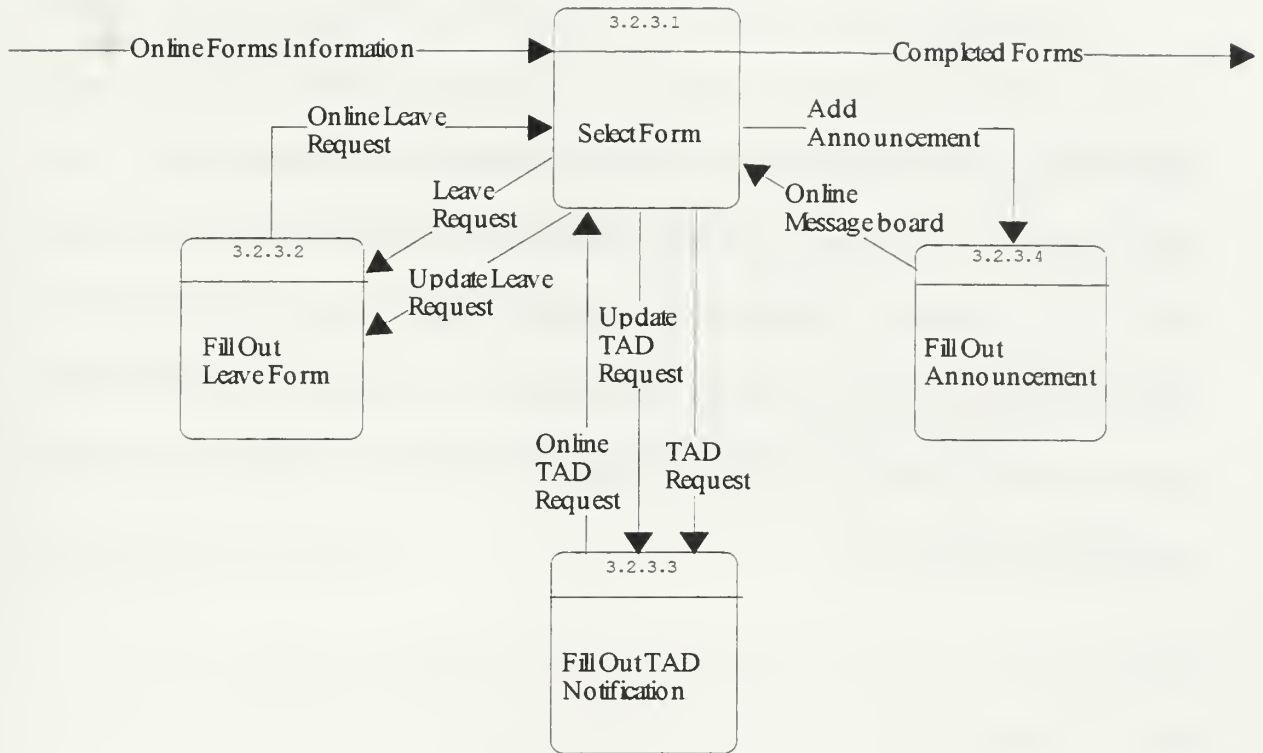 3.2.3.1
Online Forms Information
Completed Forms
Online Leave
Request
Select Form
Add
Announcement
Leave
Request
Online
Message board
3.2.3.2
3.2.3.4
Update Leave
Request
Update
TAD
Request
Fill Out
Leave Form
Fill Out
Announcement
Online
TAD
Request
TAD
Request
3.2.3.3
Fill Out TAD
Notification